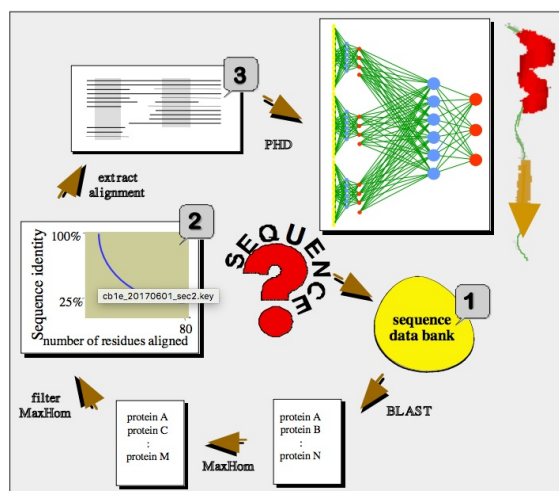 3
PHD
extract
alignment
2
100%
Sequence identity
25%
cb1e_20170601_sec2.key
80
number of residues aligned
SEQUENCE
?
1
sequence
data bank
BLAST
filter
MaxHom
protein A
protein C
:
protein M
MaxHom
protein A
protein B
:
protein N